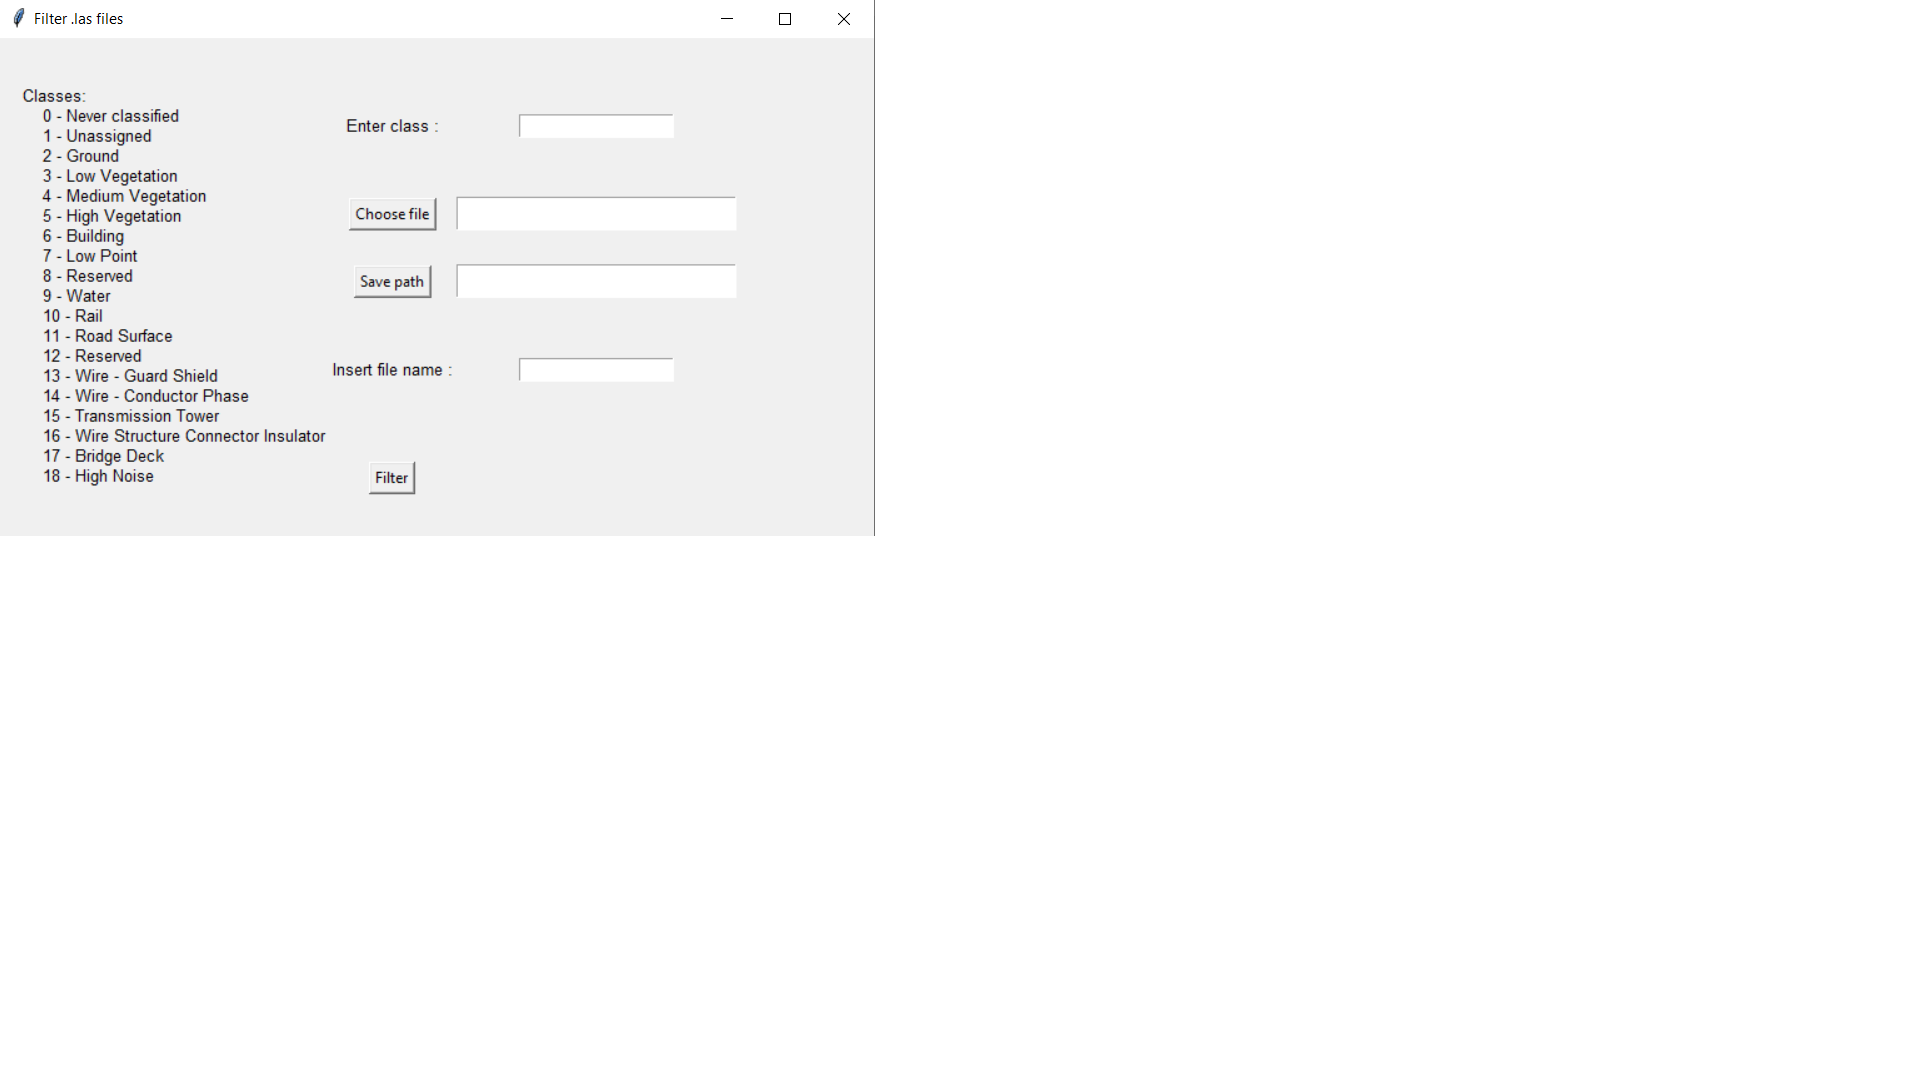 Filter .las files
Classes:
0 - Never classified
1 - Unassigned
2 - Ground
3 - Low Vegetation
4 - Medium Vegetation
5 - High Vegetation
6 - Building
7 - Low Point
8 - Reserved
9 - Water
10 - Rail
11 - Road Surface
12 - Reserved
13 - Wire - Guard Shield
14 - Wire - Conductor Phase
15 - Transmission Tower
16 - Wire Structure Connector Insulator
17 - Bridge Deck
18 - High Noise
Enter class :
Choose file
Save path
Insert file name :
Filter